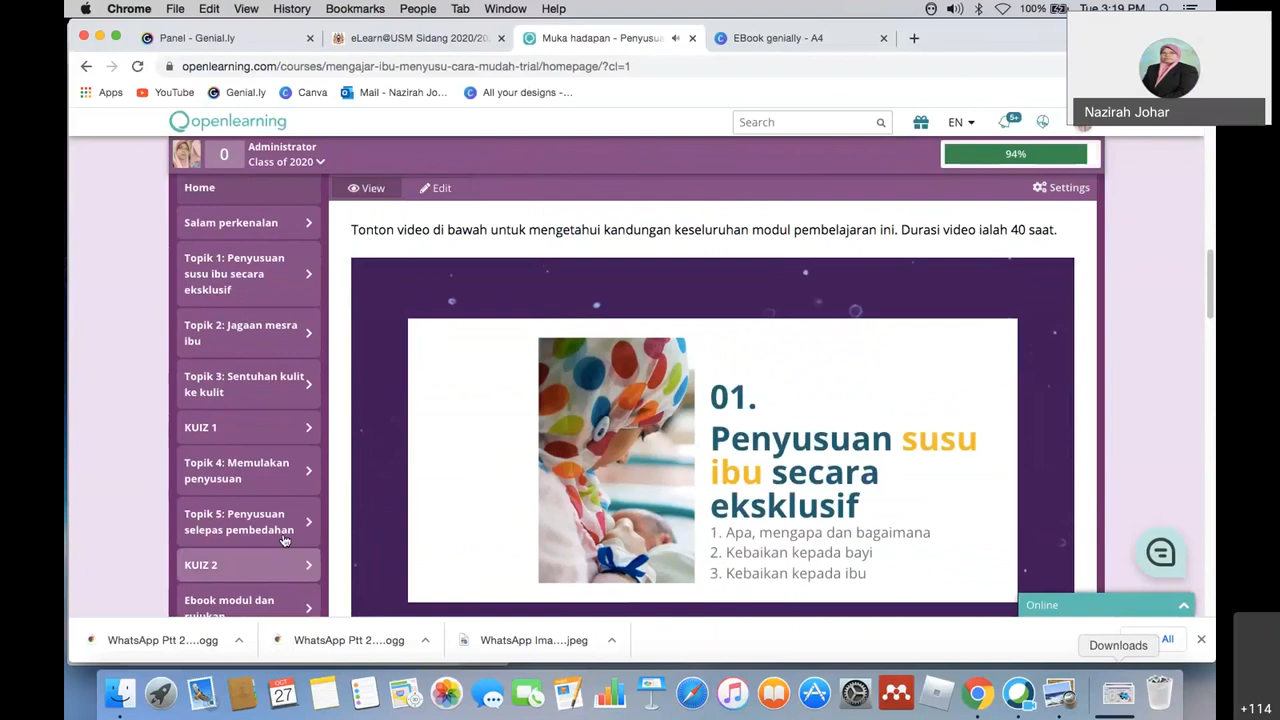 Chrome File Edit View History Bookmarks People Tab Window Help 100% Tue 3:19 PM
Panel - Genial.ly eLearn@USM Sidang 2020/20 Muka hadapan - Penyusu EBook genially - A4
openlearning.com/courses/mengajar-ibu-menyusu-cara-mudah-trial/homepage/?cl=1
Apps YouTube Genial.ly Canva Mail - Nazirah Jo... All your designs -...
Nazirah Johar
openlearning Search EN 5+
0 Administrator
Class of 2020
94%
Home
View Edit Settings
Salam perkenalan
Topik 1: Penyusuan
susu ibu secara
eksklusif
Topik 2: Jagaan mesra
ibu
Topik 3: Sentuhan kulit
ke kulit
KUIZ 1
Topik 4: Memulakan
penyusuan
Topik 5: Penyusuan
selepas pembedahan
KUIZ 2
Ebook modul dan
Tonton video di bawah untuk mengetahui kandungan keseluruhan modul pembelajaran ini. Durasi video ialah 40 saat.
01.
Penyusuan susu
ibu secara
eksklusif
1. Apa, mengapa dan bagaimana
2. Kebaikan kepada bayi
3. Kebaikan kepada ibu
Online
WhatsApp Ptt 2....ogg WhatsApp Ptt 2....ogg WhatsApp Ima....jpeg All
Downloads
OCT
27
+114